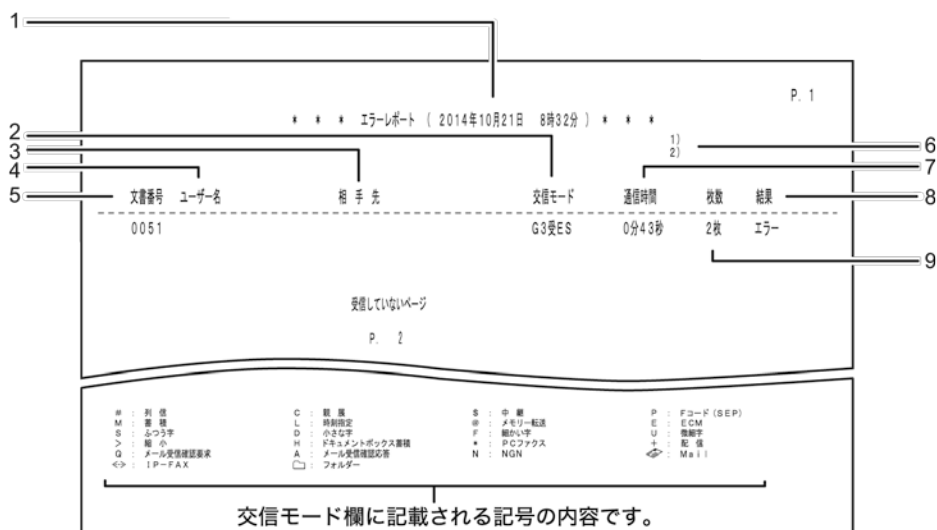 1
P. 1
* * * エラーレポート ( 2014年10月21日 8時32分 ) * * *
2
1)
6
3
2)
4
7
5 文書番号 ユーザー名 相 手 先 交信モード 通信時間 枚数 結果 8
0051 G3受ES 0分43秒 2枚 エラー
9
受信していないページ
P. 2
# : 列 信 C : 親 展 $ : 中 継 P : Fコード (SEP)
M : 書 積 L : 時刻指定 @ : メモリー転送 E : ECM
S : ふつう字 D : 小さな字 F : 細かい字 U : 微細字
> : 縮 小 H : ドキュメントボックス書積 * : PCファクス + : 配 信
Q : メール受信確認要求 A : メール受信確認応答 N : NGN : Mail
<-> : IP-FAX : フォルダー
交信モード欄に記載される記号の内容です。